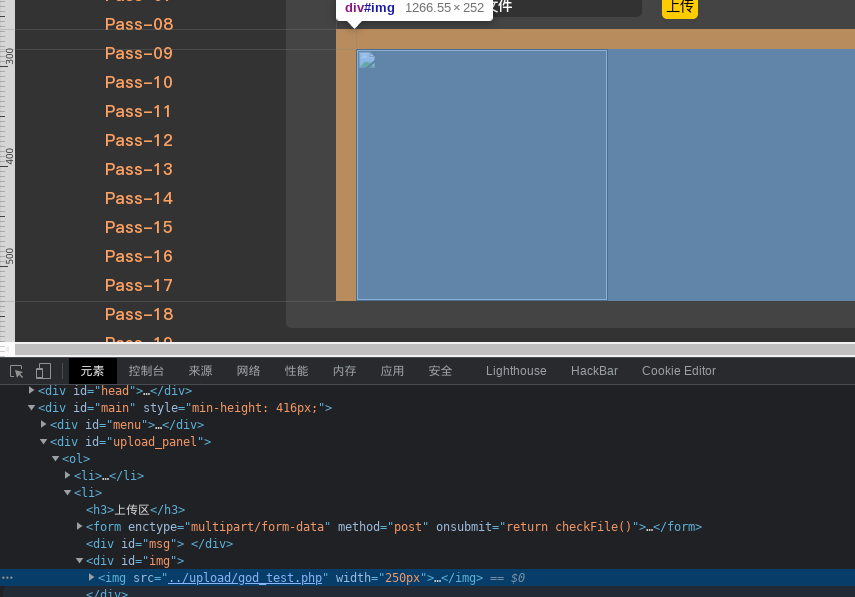 div#img 1266.55 × 252
文件
上传
Pass-08
Pass-09
Pass-10
Pass-11
Pass-12
Pass-13
Pass-14
Pass-15
Pass-16
Pass-17
Pass-18
300
400
500
元素 控制台 来源 网络 性能 内存 应用 安全 Lighthouse HackBar Cookie Editor
<div id="head">…</div>
<div id="main" style="min-height: 416px;">
<div id="menu">…</div>
<div id="upload_panel">
<ol>
<li>…</li>
<li>
<h3>上传区</h3>
<form enctype="multipart/form-data" method="post" onsubmit="return checkFile()">…</form>
<div id="msg"> </div>
<div id="img">
<img src="../upload/god_test.php" width="250px">…</img> == $0
</div>